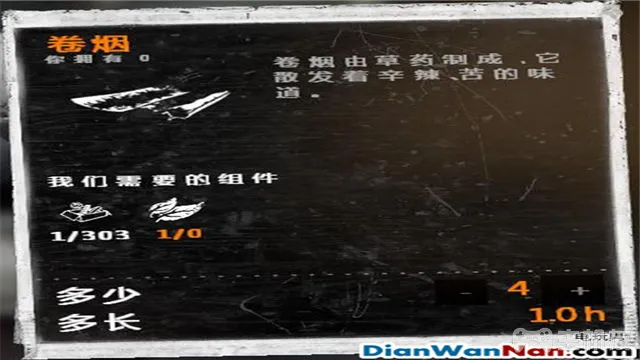 卷烟
你拥有 0
卷烟由草药制成,它
散发着辛辣、苦的味
道。
我们需要的组件
1/303 1/0
多少 - 4 +
多长 1.0h
DianWanNan.com